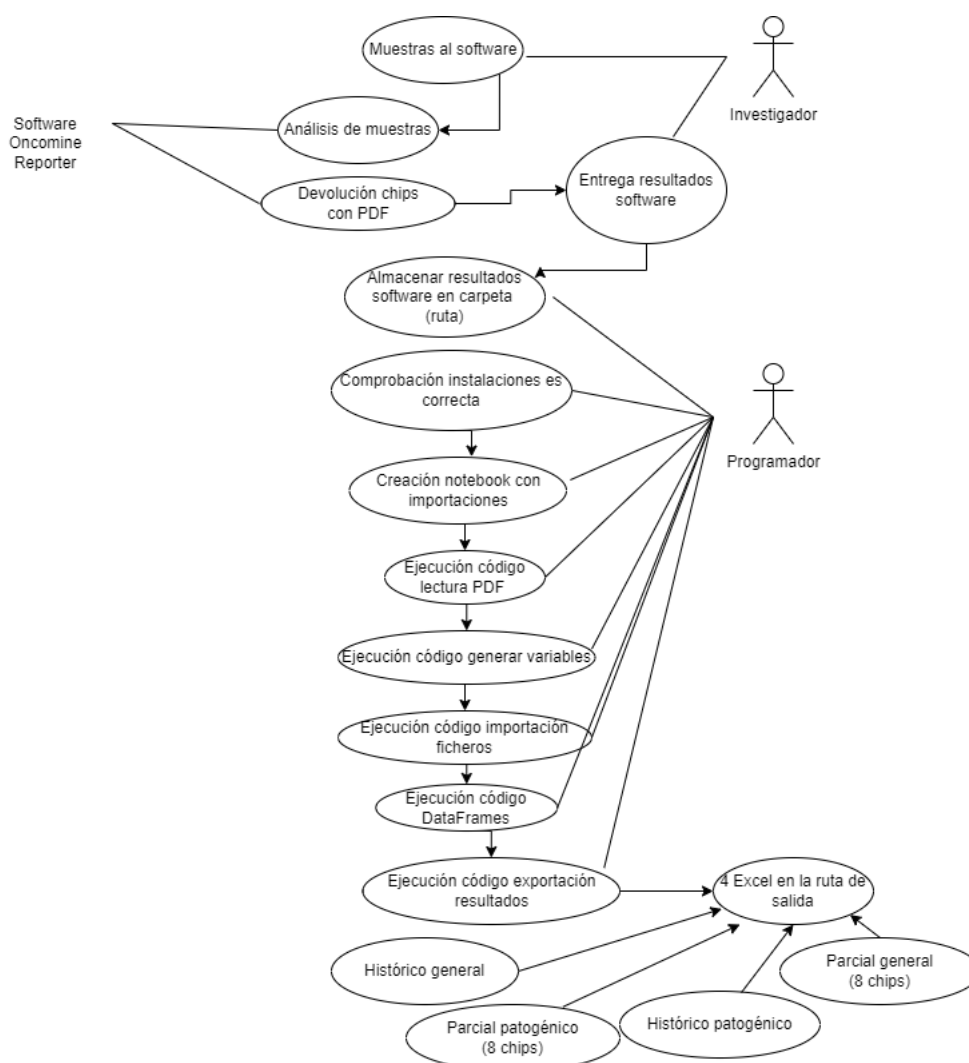 Muestras al software
Investigador
Software
Oncomine
Reporter
Análisis de muestras
Devolución chips
con PDF
Entrega resultados
software
Almacenar resultados
software en carpeta
(ruta)
Comprobación instalaciones es
correcta
Programador
Creación notebook con
importaciones
Ejecución código
lectura PDF
Ejecución código generar variables
Ejecución código importación
ficheros
Ejecución código
DataFrames
Ejecución código exportación
resultados
4 Excel en la ruta de
salida
Histórico general
Parcial patogénico
(8 chips)
Histórico patogénico
Parcial general
(8 chips)